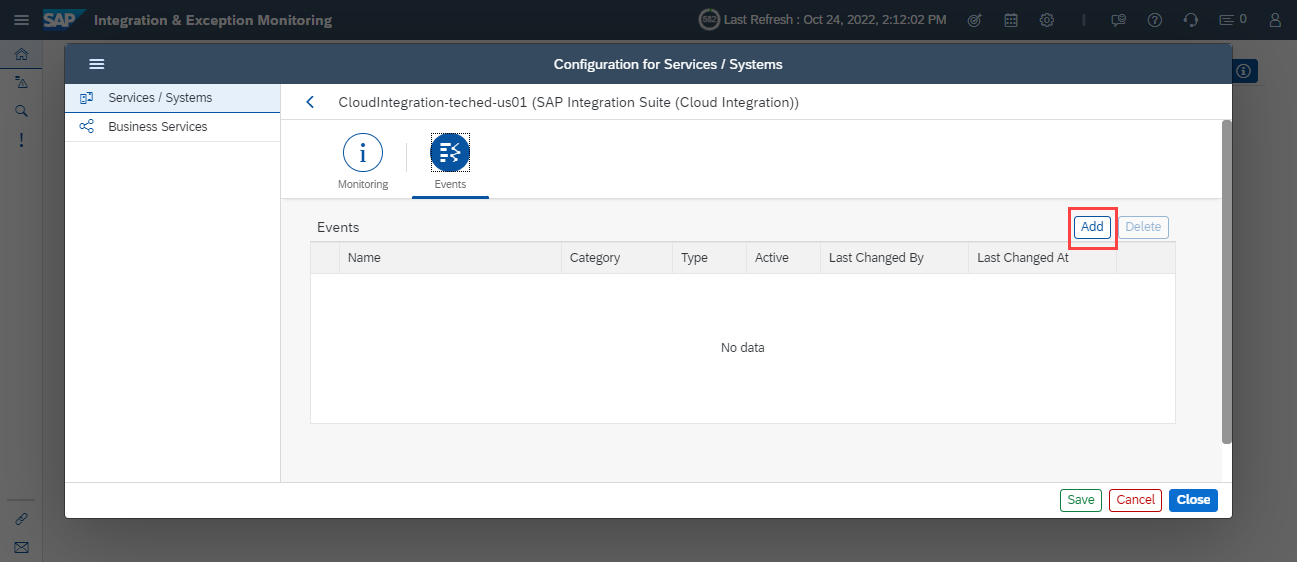 SAP Integration & Exception Monitoring 582 Last Refresh : Oct 24, 2022, 2:12:02 PM 0
Configuration for Services / Systems
Services / Systems
Business Services
CloudIntegration-teched-us01 (SAP Integration Suite (Cloud Integration))
Monitoring Events
Events Add Delete
Name Category Type Active Last Changed By Last Changed At
No data
Save Cancel Close